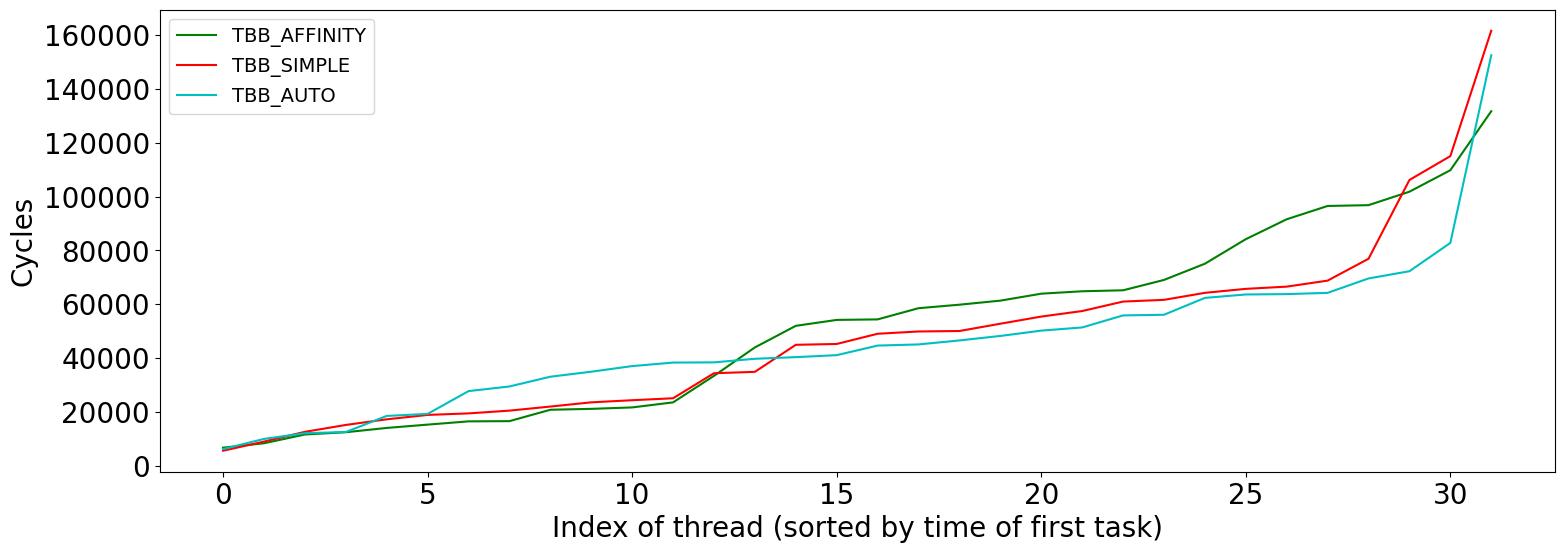 TBB_AFFINITY
TBB_SIMPLE
TBB_AUTO
160000
140000
120000
100000
80000
60000
40000
20000
0
Cycles
0 5 10 15 20 25 30
Index of thread (sorted by time of first task)